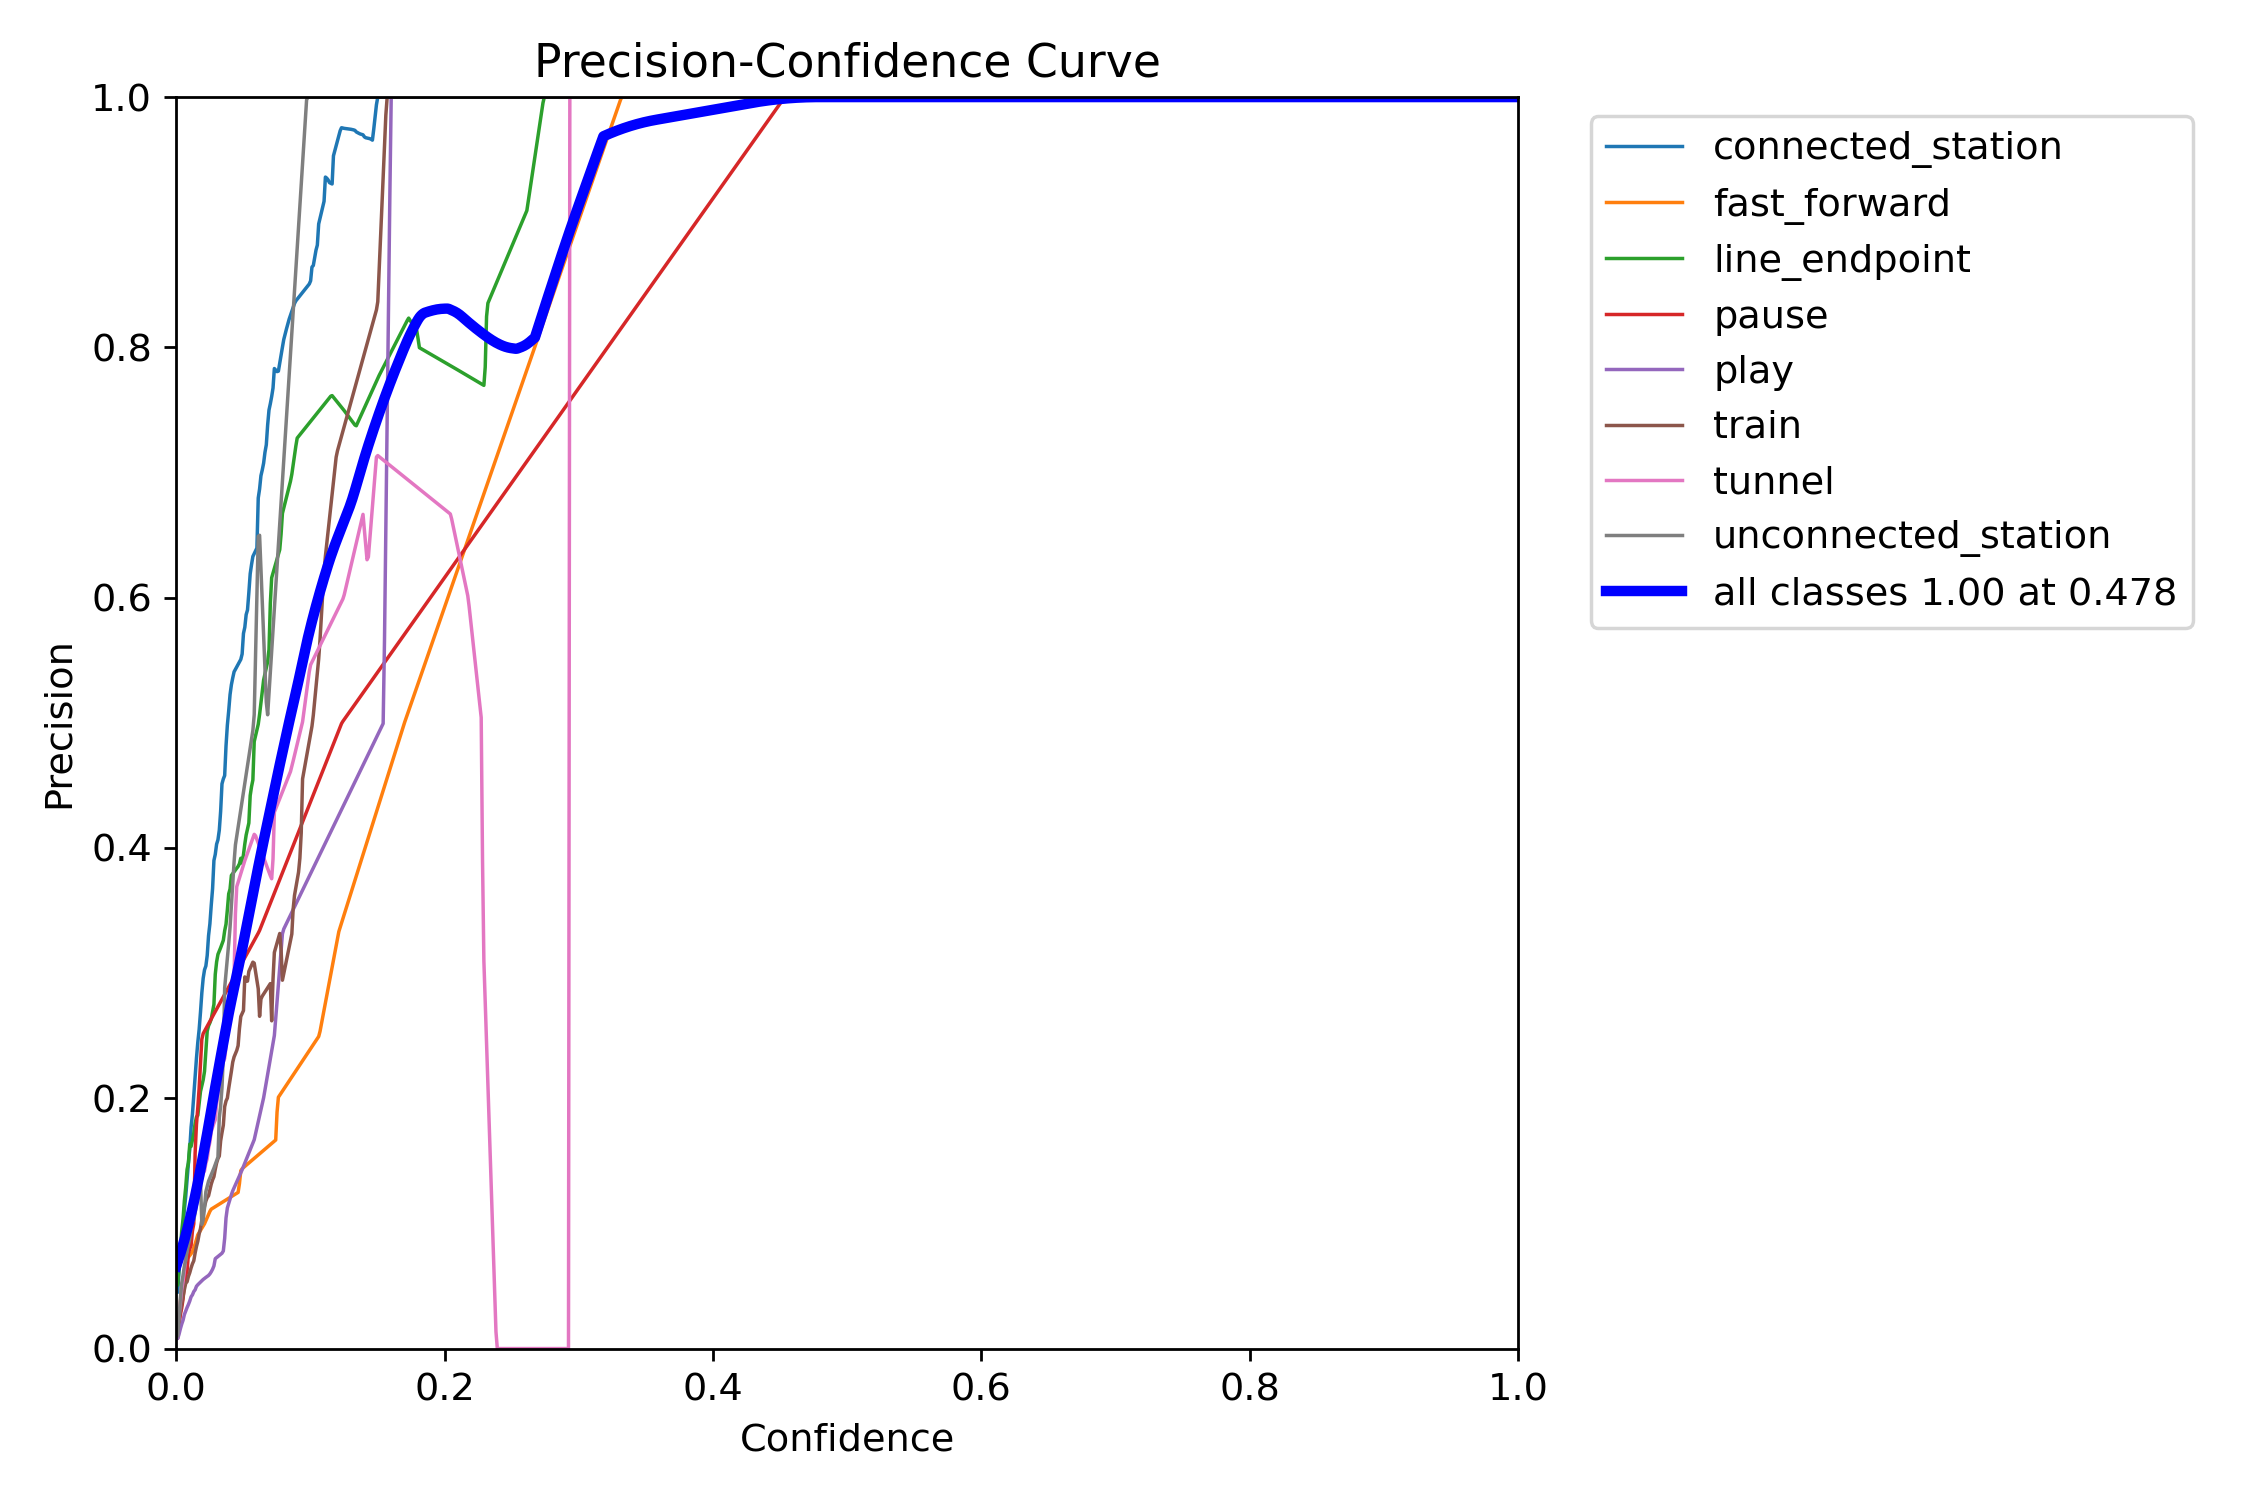 Precision-Confidence Curve
1.0
0.8
0.6
0.4
0.2
0.0
Precision
0.0 0.2 0.4 0.6 0.8 1.0
Confidence
connected_station
fast_forward
line_endpoint
pause
play
train
tunnel
unconnected_station
all classes 1.00 at 0.478